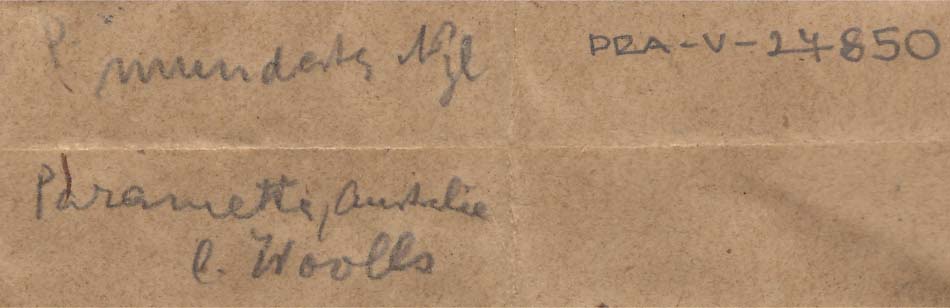 P. mundata Nyl
PRA-V-24850
Parametta, Australie
C. Woolls